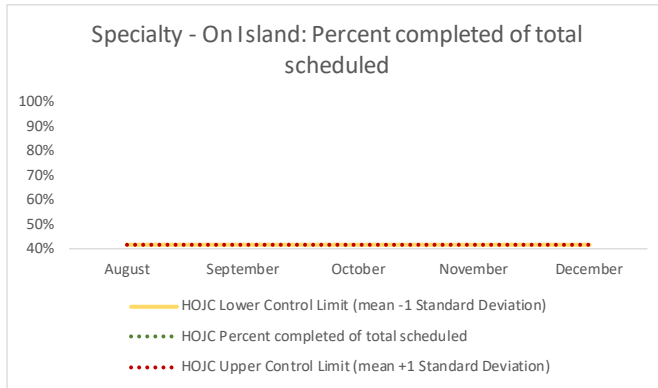 Specialty - On Island: Percent completed of total
scheduled
100%
90%
80%
70%
60%
50%
40%
August September October November December
HOJC Lower Control Limit (mean -1 Standard Deviation)
HOJC Percent completed of total scheduled
HOJC Upper Control Limit (mean +1 Standard Deviation)